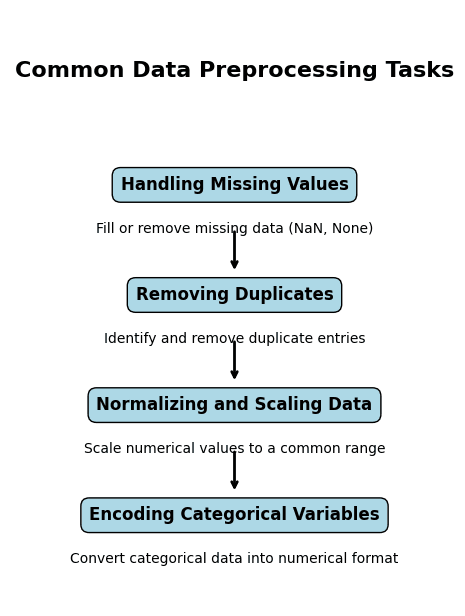 Common Data Preprocessing Tasks
Handling Missing Values
Fill or remove missing data (NaN, None)
Removing Duplicates
Identify and remove duplicate entries
Normalizing and Scaling Data
Scale numerical values to a common range
Encoding Categorical Variables
Convert categorical data into numerical format